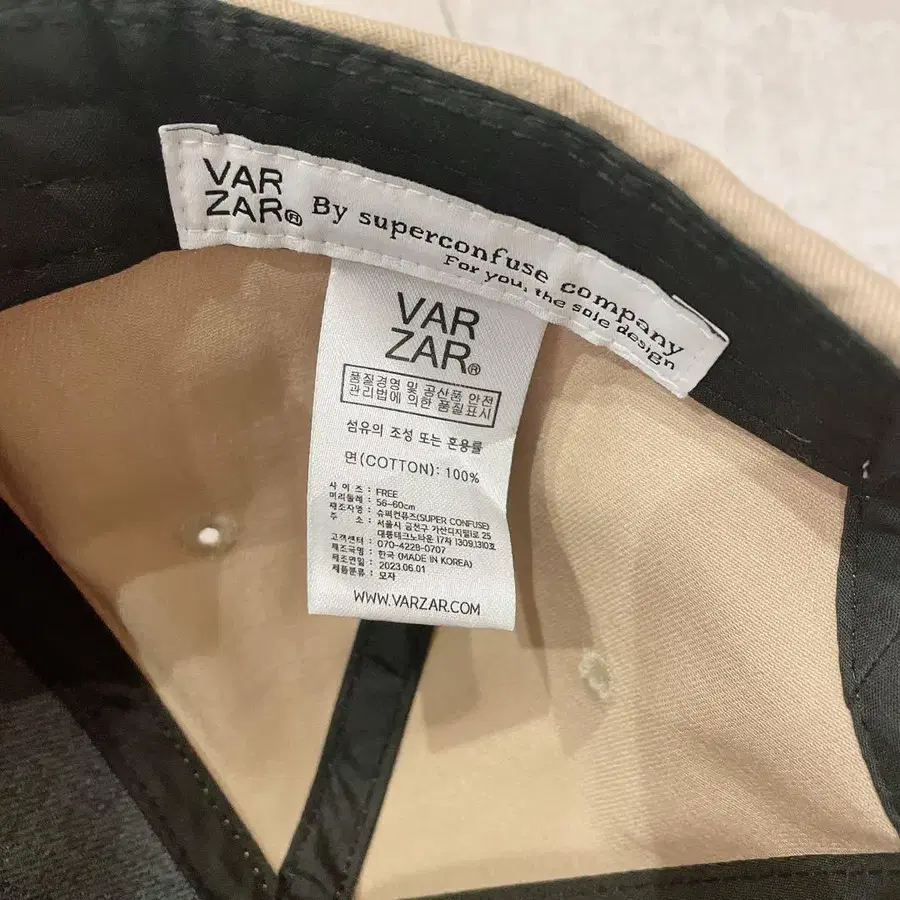 VAR
ZAR® By superconfuse company
For you, the sole design
VAR
ZAR®
품질경영 및 공산품 안전
관리법에 의한 품질표시
섬유의 조성 또는 혼용률
면(COTTON): 100%
사 이 즈 : FREE
머리둘레 : 56-60cm
제조자명 : 슈퍼컨퓨즈(SUPER CONFUSE)
주 소 : 서울시 금천구 가산디지털1로 25
대륭테크노타운 17차 1309,1310호
고객센터 : 070-4228-0707
제조국명 : 한국 (MADE IN KOREA)
제조연월 : 2023.06.01
제품분류 : 모자
WWW.VARZAR.COM